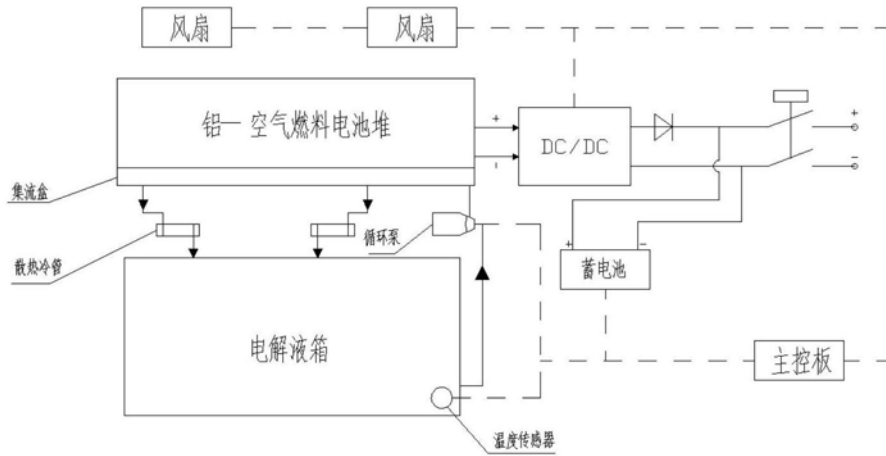 风扇
风扇
铝一空气燃料电池堆
+
-
DC/DC
+
-
集流盒
循环泵
散热冷管
+
-
蓄电池
电解液箱
主控板
温度传感器